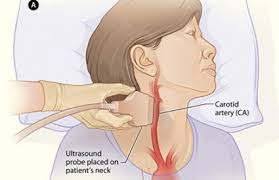 A
Carotid
artery (CA)
Ultrasound
probe placed on
patient's neck